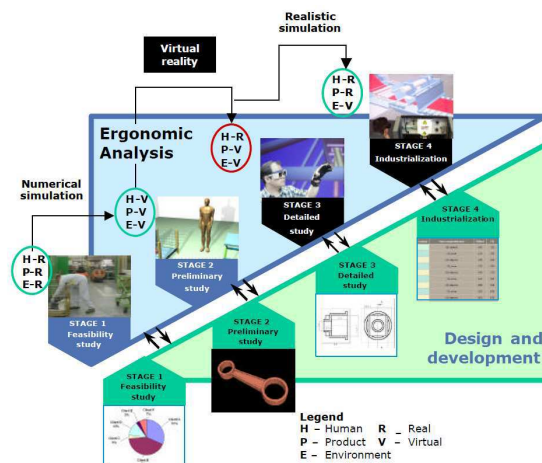 Realistic
simulation
Virtual
reality
H-R
P-R
E-V
Ergonomic
Analysis
H-R
P-V
E-V
STAGE 4
Industrialization
Numerical
simulation
H-V
P-V
E-V
STAGE 3
Detailed
study
STAGE 4
Industrialization
H-R
P-R
E-R
STAGE 2
Preliminary
study
STAGE 3
Detailed
study
STAGE 1
Feasibility
study
STAGE 2
Preliminary
study
Design and
development
STAGE 1
Feasibility
study
Legend
H – Human R _ Real
P – Product V – Virtual
E – Environment